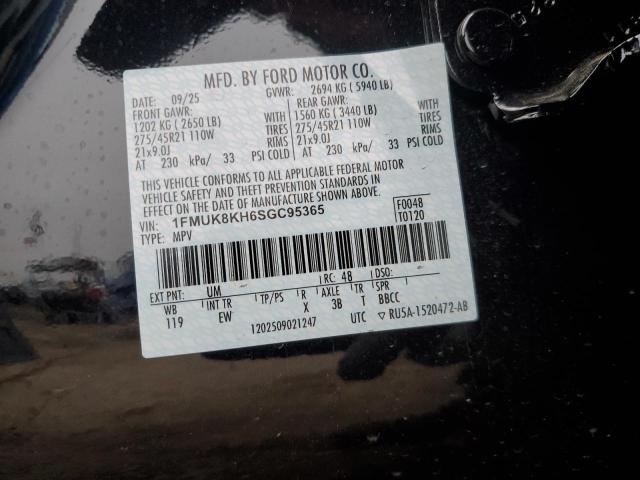 MFD. BY FORD MOTOR CO.
DATE: 09/25 GVWR: 2694 KG ( 5940 LB)
FRONT GAWR: REAR GAWR:
1202 KG ( 2650 LB) WITH 1560 KG ( 3440 LB) WITH
275/45R21 110W TIRES 275/45R21 110W TIRES
21x9.0J RIMS 21x9.0J RIMS
AT 230 kPa/ 33 PSI COLD AT 230 kPa/ 33 PSI COLD
THIS VEHICLE CONFORMS TO ALL APPLICABLE FEDERAL MOTOR
VEHICLE SAFETY AND THEFT PREVENTION STANDARDS IN
EFFECT ON THE DATE OF MANUFACTURE SHOWN ABOVE.
VIN: 1FMUK8KH6SGC95365 F0048
TYPE: MPV T0120
EXT PNT: UM RC: 48 DSO:
WB INT TR TP/PS R AXLE TR SPR
119 EW X 3B T BBCC
1202509021247 UTC ▽ RU5A-1520472-AB